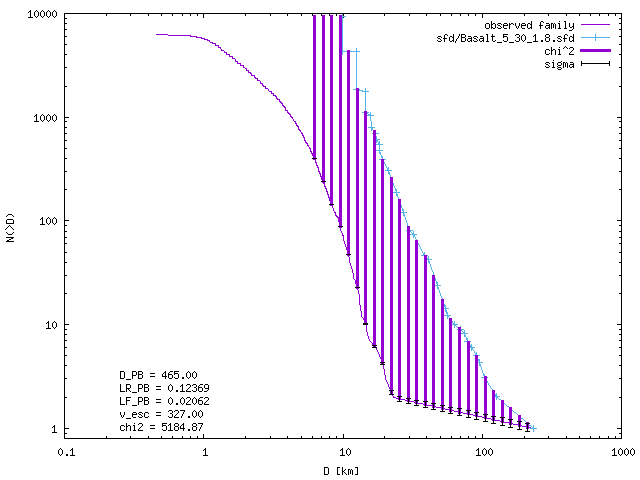 10000
1000
100
10
1
N(>D)
observed family
sfd/Basalt_5_30_1.8.sfd
chi^2
sigma
D_PB = 465.00
LR_PB = 0.12369
LF_PB = 0.02062
v_esc = 327.00
chi2 = 5184.87
0.1 1 10 100 1000
D [km]